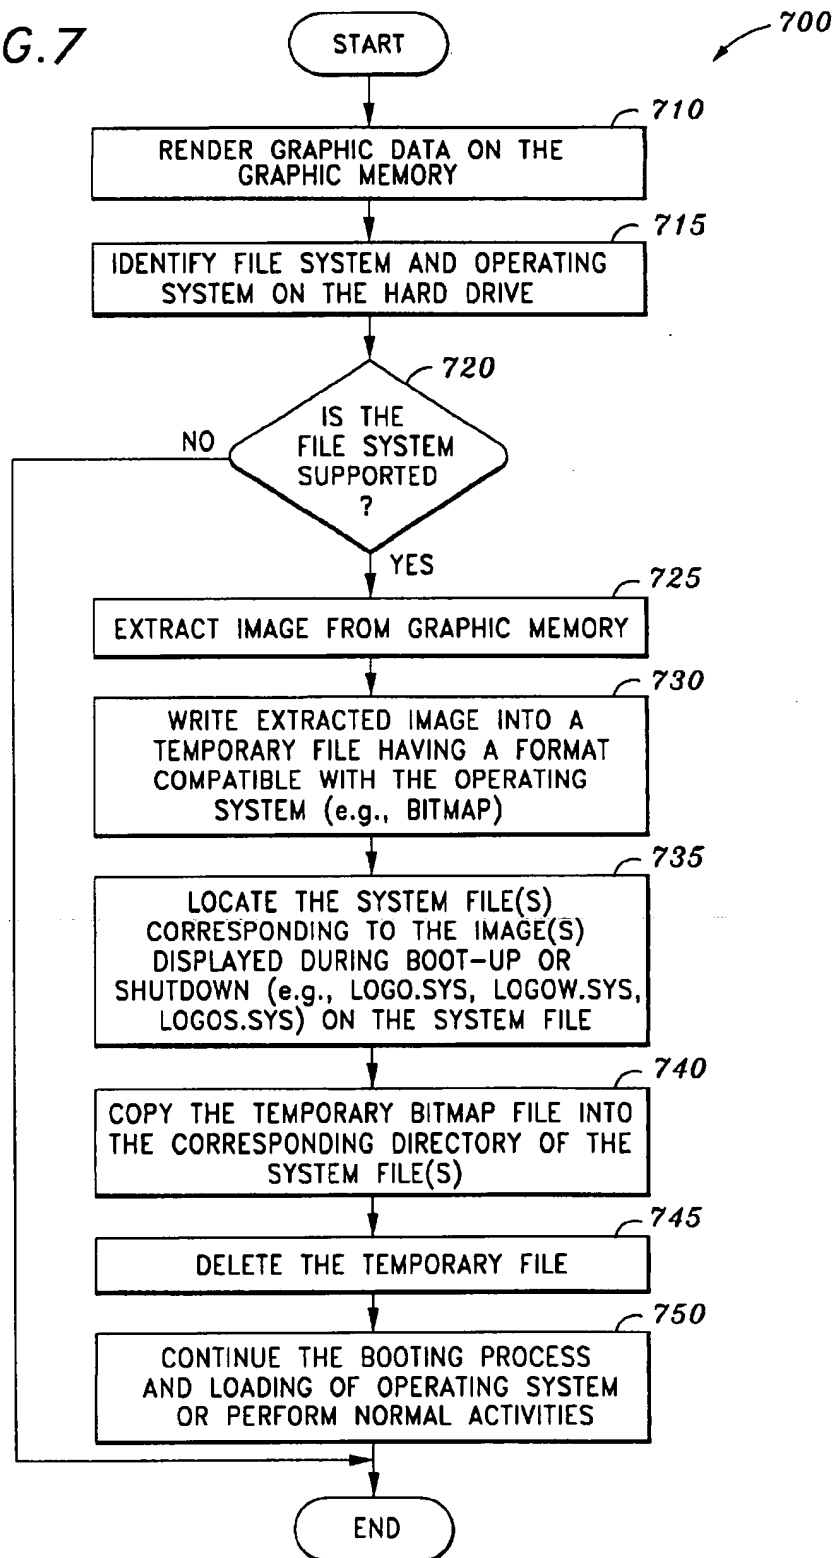 G.7
START
700
710
RENDER GRAPHIC DATA ON THE
GRAPHIC MEMORY
715
IDENTIFY FILE SYSTEM AND OPERATING
SYSTEM ON THE HARD DRIVE
720
IS THE
FILE SYSTEM
SUPPORTED
?
NO
YES
725
EXTRACT IMAGE FROM GRAPHIC MEMORY
730
WRITE EXTRACTED IMAGE INTO A
TEMPORARY FILE HAVING A FORMAT
COMPATIBLE WITH THE OPERATING
SYSTEM (e.g., BITMAP)
735
LOCATE THE SYSTEM FILE(S)
CORRESPONDING TO THE IMAGE(S)
DISPLAYED DURING BOOT-UP OR
SHUTDOWN (e.g., LOGO.SYS, LOGOW.SYS,
LOGOS.SYS) ON THE SYSTEM FILE
740
COPY THE TEMPORARY BITMAP FILE INTO
THE CORRESPONDING DIRECTORY OF THE
SYSTEM FILE(S)
745
DELETE THE TEMPORARY FILE
750
CONTINUE THE BOOTING PROCESS
AND LOADING OF OPERATING SYSTEM
OR PERFORM NORMAL ACTIVITIES
END